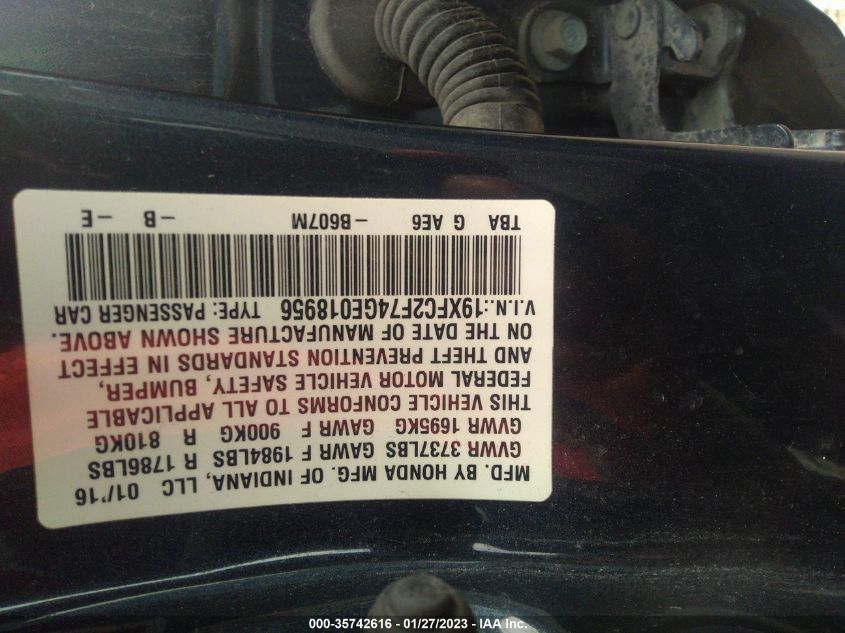 MFD. BY HONDA MFG. OF INDIANA, LLC 01/'16
GVWR 3737LBS GAWR F 1984LBS R 1786LBS
GVWR 1695KG GAWR F 900KG R 810KG
THIS VEHICLE CONFORMS TO ALL APPLICABLE
FEDERAL MOTOR VEHICLE SAFETY, BUMPER,
AND THEFT PREVENTION STANDARDS IN EFFECT
ON THE DATE OF MANUFACTURE SHOWN ABOVE.
V.I.N.:19XFC2F74GE018956 TYPE: PASSENGER CAR
TBA G AE6 -B607M -B -E
000-35742616 - 01/27/2023 - IAA Inc.